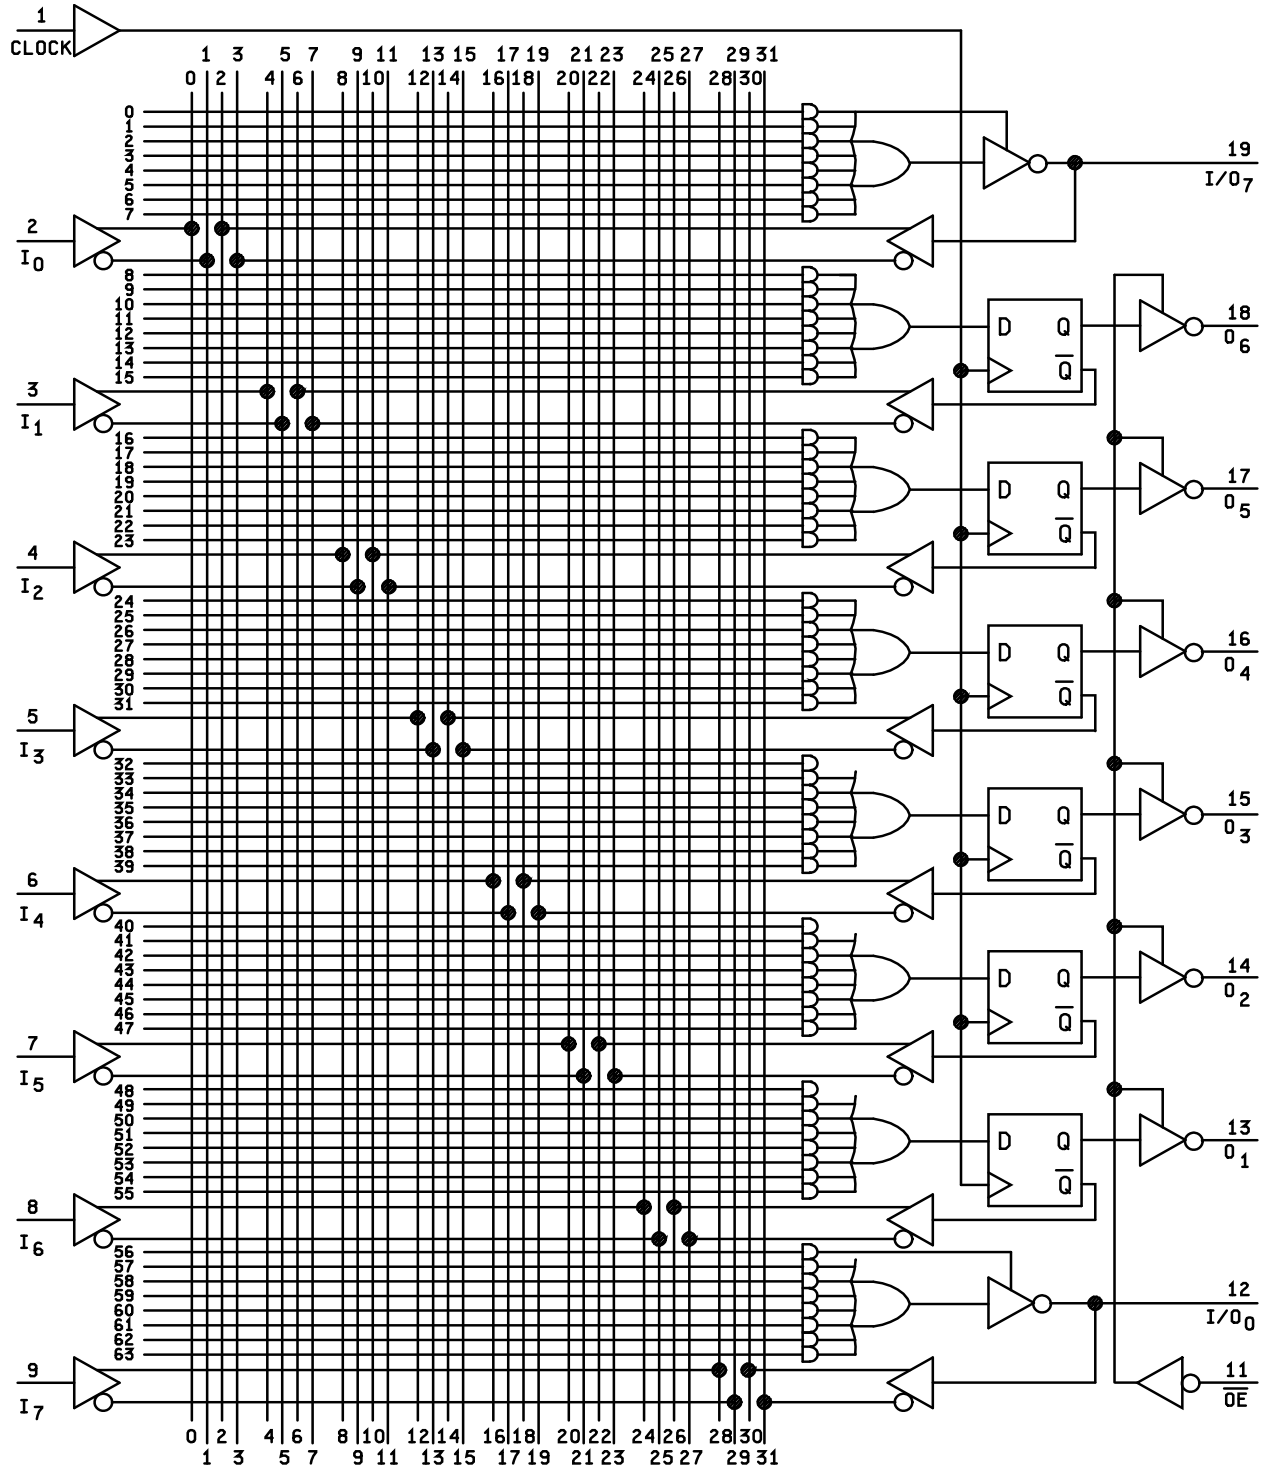 1
CLOCK
1 3 5 7 9 11 13 15 17 19 21 23 25 27 29 31
0 2 4 6 8 10 12 14 16 18 20 22 24 26 28 30
0
1
2
3
4
5
6
7
19
I/O7
2
I0
8
9
10
11
12
13
14
15
D Q
Q̅
18
O6
3
I1
16
17
18
19
20
21
22
23
D Q
Q̅
17
O5
4
I2
24
25
26
27
28
29
30
31
D Q
Q̅
16
O4
5
I3
32
33
34
35
36
37
38
39
D Q
Q̅
15
O3
6
I4
40
41
42
43
44
45
46
47
D Q
Q̅
14
O2
7
I5
48
49
50
51
52
53
54
55
D Q
Q̅
13
O1
8
I6
56
57
58
59
60
61
62
63
12
I/O0
9
I7
11
O̅E̅
0 2 4 6 8 10 12 14 16 18 20 22 24 26 28 30
1 3 5 7 9 11 13 15 17 19 21 23 25 27 29 31